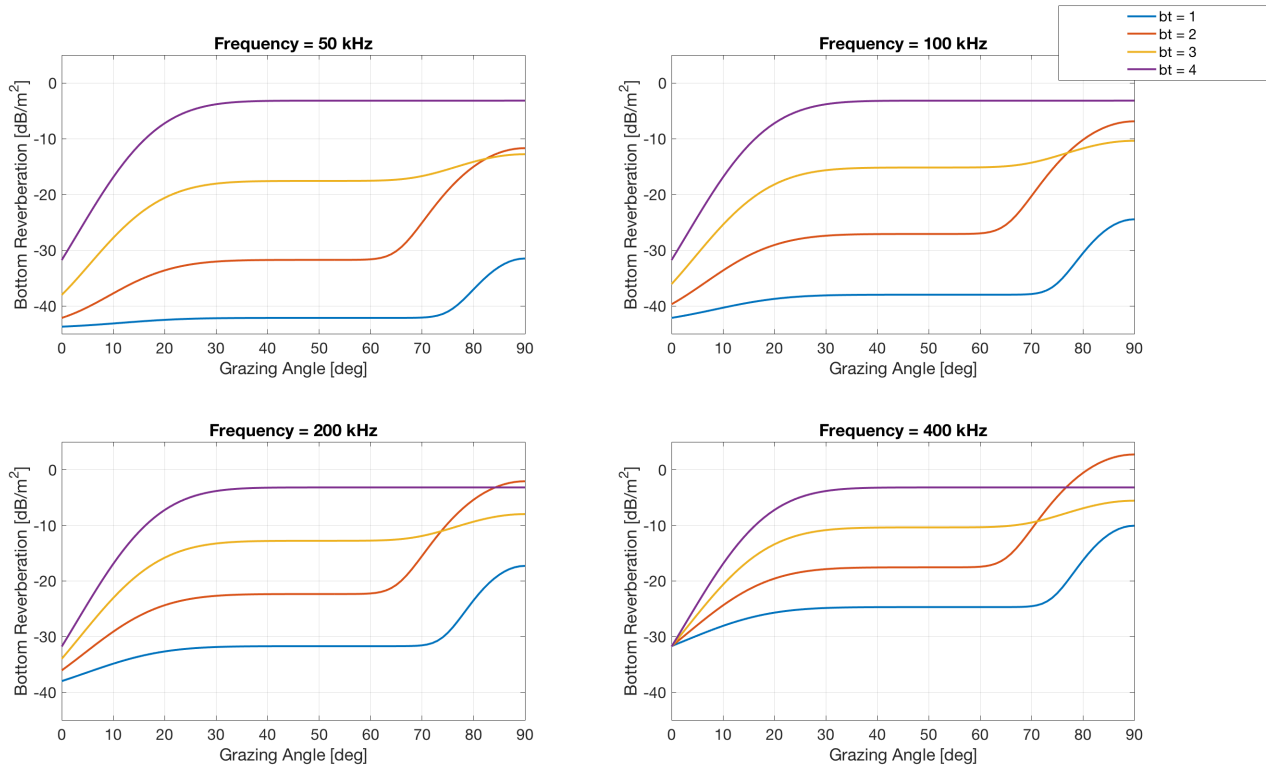 bt = 1
bt = 2
bt = 3
bt = 4
Frequency = 50 kHz
0
-10
-20
-30
-40
Bottom Reverberation [dB/m²]
0 10 20 30 40 50 60 70 80 90
Grazing Angle [deg]
Frequency = 100 kHz
0
-10
-20
-30
-40
Bottom Reverberation [dB/m²]
0 10 20 30 40 50 60 70 80 90
Grazing Angle [deg]
Frequency = 200 kHz
0
-10
-20
-30
-40
Bottom Reverberation [dB/m²]
0 10 20 30 40 50 60 70 80 90
Grazing Angle [deg]
Frequency = 400 kHz
0
-10
-20
-30
-40
Bottom Reverberation [dB/m²]
0 10 20 30 40 50 60 70 80 90
Grazing Angle [deg]